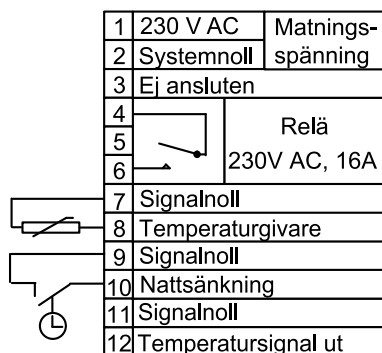 1 230 V AC Matnings-
2 Systemnoll spänning
3 Ej ansluten
4
5 Relä
6 230V AC, 16A
7 Signalnoll
8 Temperaturgivare
9 Signalnoll
10 Nattsänkning
11 Signalnoll
12 Temperatursignal ut